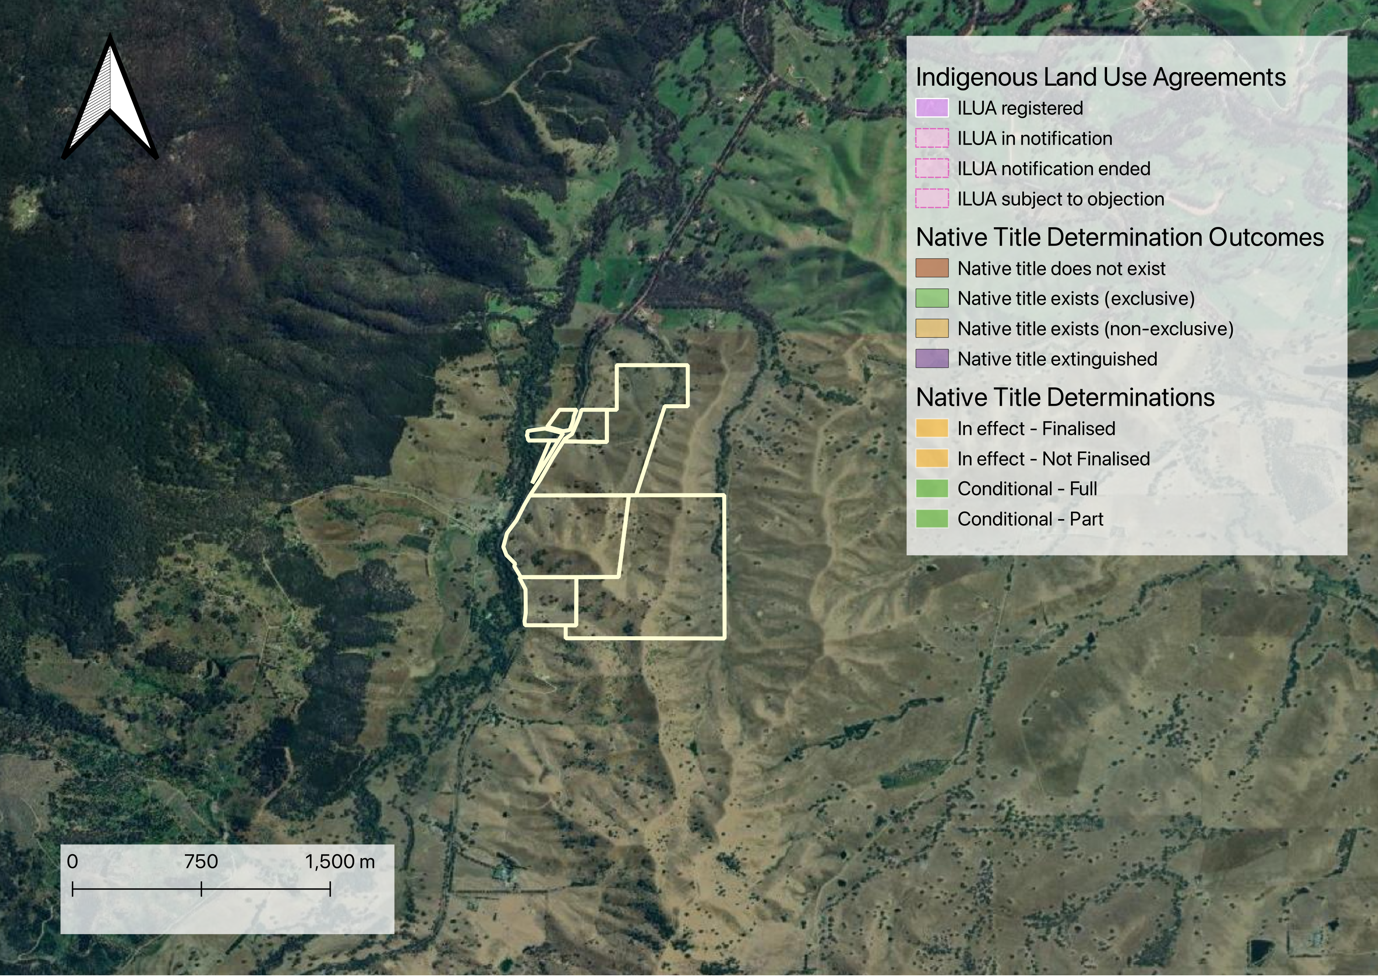 Indigenous Land Use Agreements
ILUA registered
ILUA in notification
ILUA notification ended
ILUA subject to objection
Native Title Determination Outcomes
Native title does not exist
Native title exists (exclusive)
Native title exists (non-exclusive)
Native title extinguished
Native Title Determinations
In effect - Finalised
In effect - Not Finalised
Conditional - Full
Conditional - Part
0 750 1,500 m